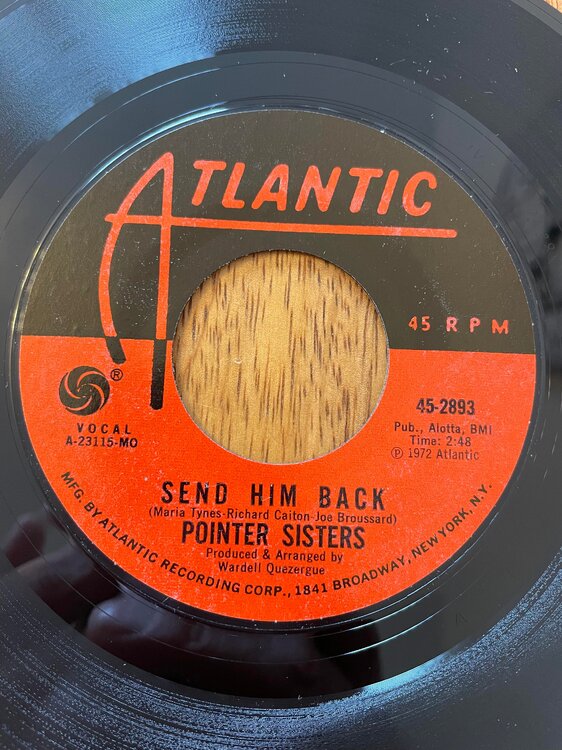 ATLANTIC
45 RPM
®
VOCAL
A-23115-MO
45-2893
Pub., Alotta, BMI
Time: 2:48
℗ 1972 Atlantic
SEND HIM BACK
(Maria Tynes-Richard Caiton-Joe Broussard)
POINTER SISTERS
Produced & Arranged by
Wardell Quezergue
MFG. BY ATLANTIC RECORDING CORP., 1841 BROADWAY, NEW YORK, N.Y.